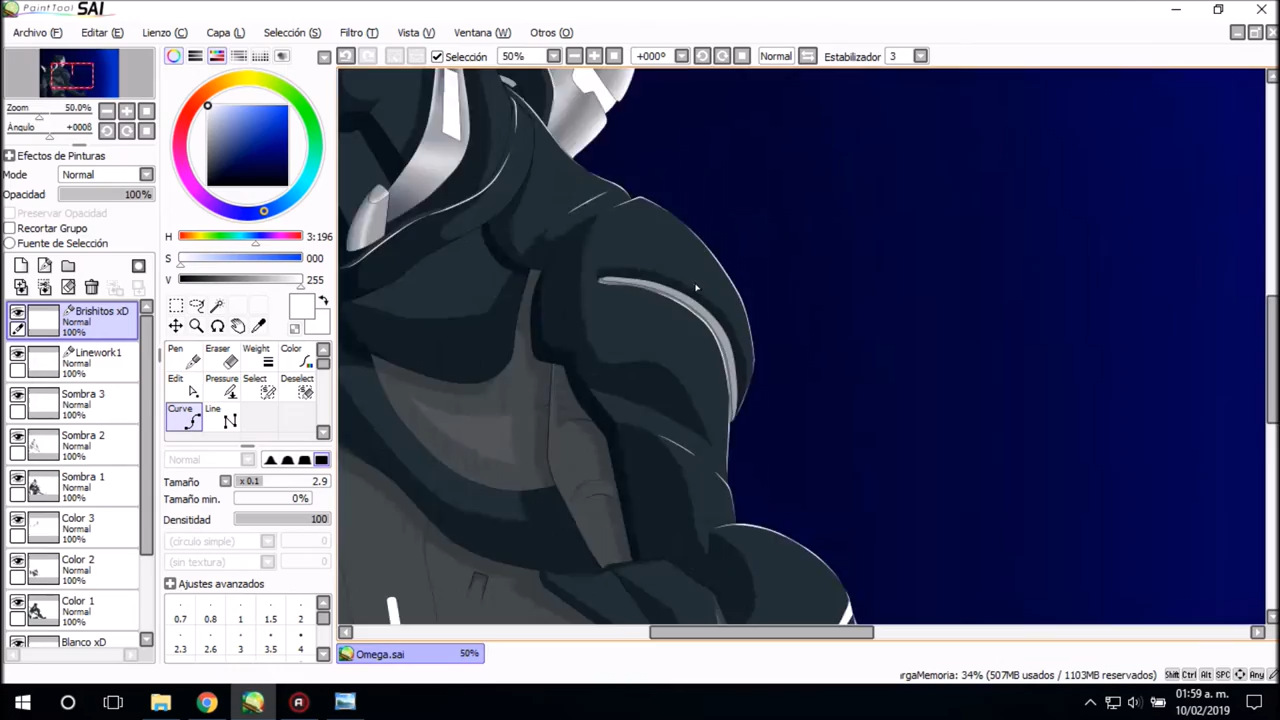 PaintTool SAI
Archivo (F) Editar (E) Lienzo (C) Capa (L) Selección (S) Filtro (T) Vista (V) Ventana (W) Otros (O)
Selección 50% +000° Normal Estabilizador 3
Zoom 50.0%
Ángulo +000ß
Efectos de Pinturas
Mode Normal
Opacidad 100%
Preservar Opacidad
Recortar Grupo
Fuente de Selección
Brishitos xD
Normal
100%
Linework1
Normal
100%
Sombra 3
Normal
100%
Sombra 2
Normal
100%
Sombra 1
Normal
100%
Color 3
Normal
100%
Color 2
Normal
100%
Color 1
Normal
100%
Blanco xD
Normal
H 3:196
S 000
V 255
Pen Eraser Weight Color
Edit Pressure Select Deselect
Curve Line
Normal
Tamaño x 0.1 2.9
Tamaño min. 0%
Densitidad 100
(círculo simple) 0
(sin textura) 0
Ajustes avanzados
0.7 0.8 1 1.5 2
2.3 2.6 3 3.5 4
Omega.sai 50%
ırgaMemoria: 34% (507MB usados / 1103MB reservados) Shift Ctrl Alt SPC Any
01:59 a. m.
10/02/2019